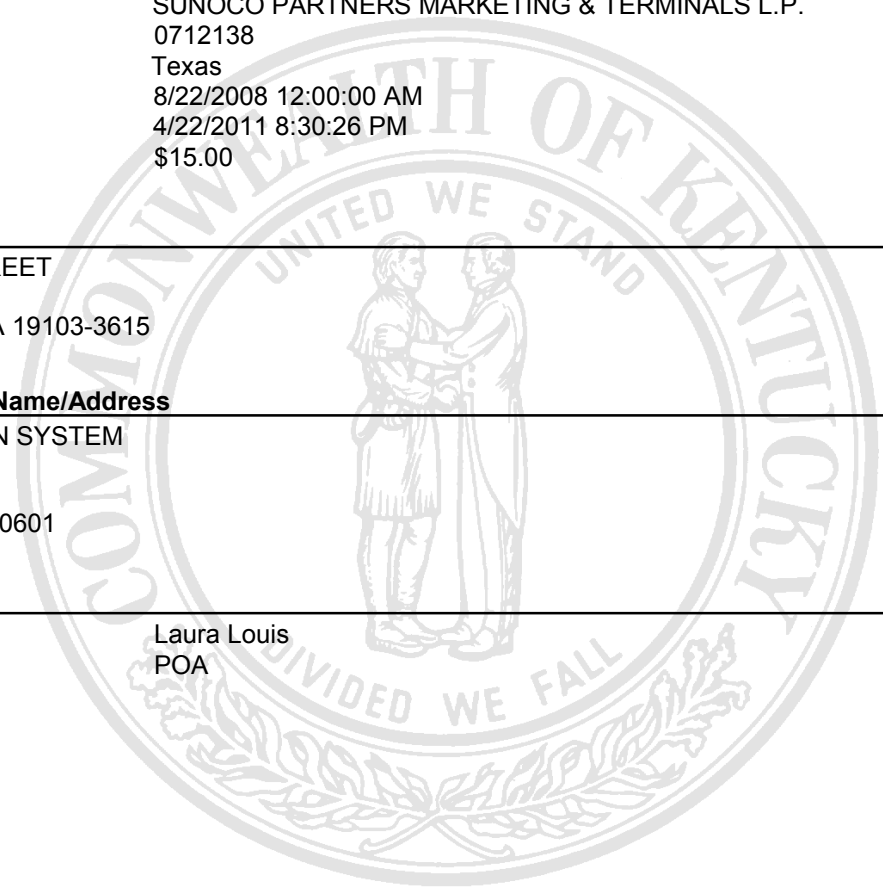 SUNOCO PARTNERS MARKETING & TERMINALS L.P.
0712138
Texas
8/22/2008 12:00:00 AM
4/22/2011 8:30:26 PM
$15.00
COMMONWEALTH OF KENTUCKY
UNITED WE STAND
EET
19103-3615
Name/Address
N SYSTEM
0601
Laura Louis
POA
DIVIDED WE FALL